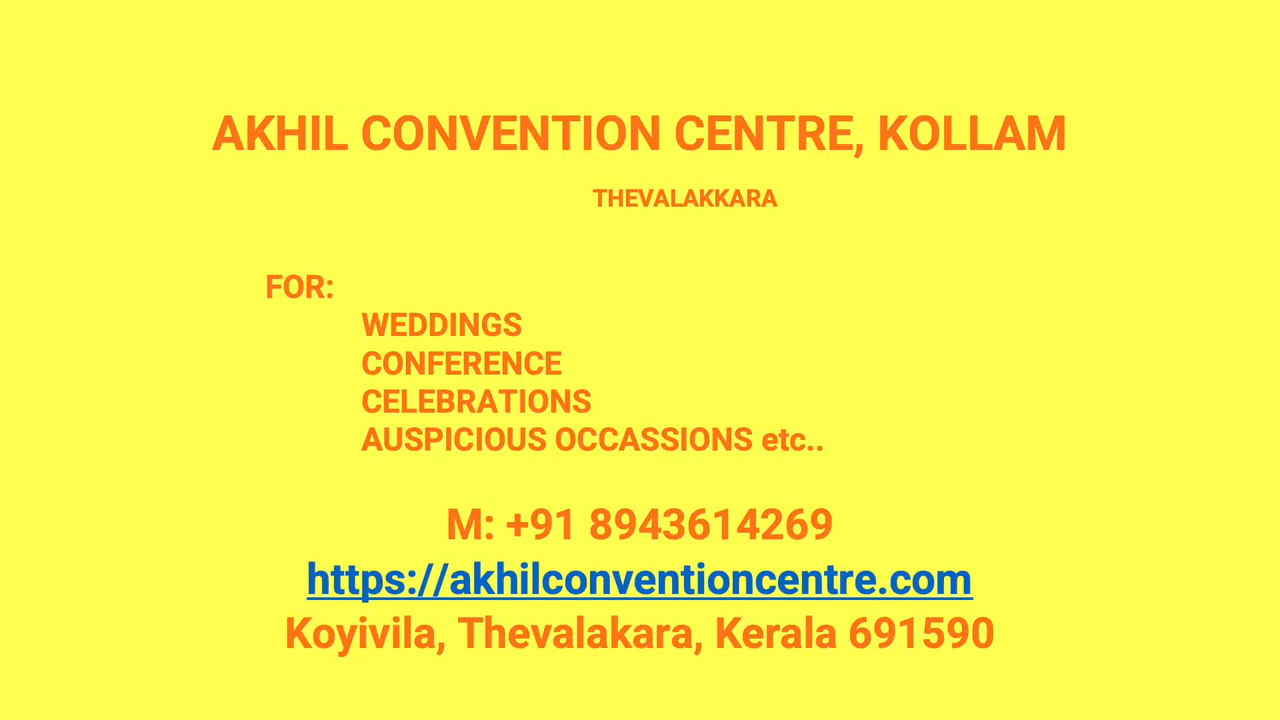 AKHIL CONVENTION CENTRE, KOLLAM
THEVALAKKARA
FOR:
WEDDINGS
CONFERENCE
CELEBRATIONS
AUSPICIOUS OCCASSIONS etc..
M: +91 8943614269
https://akhilconventioncentre.com
Koyivila, Thevalakara, Kerala 691590